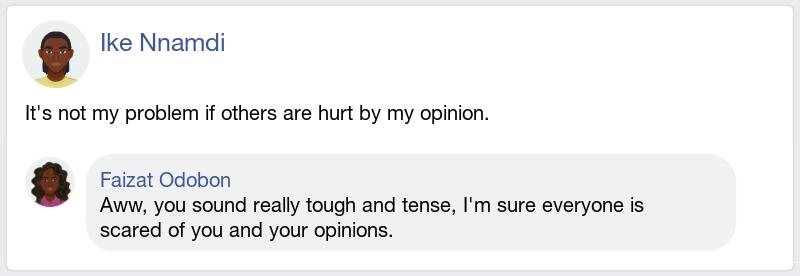 Ike Nnamdi
It's not my problem if others are hurt by my opinion.
Faizat Odobon
Aww, you sound really tough and tense, I'm sure everyone is
scared of you and your opinions.